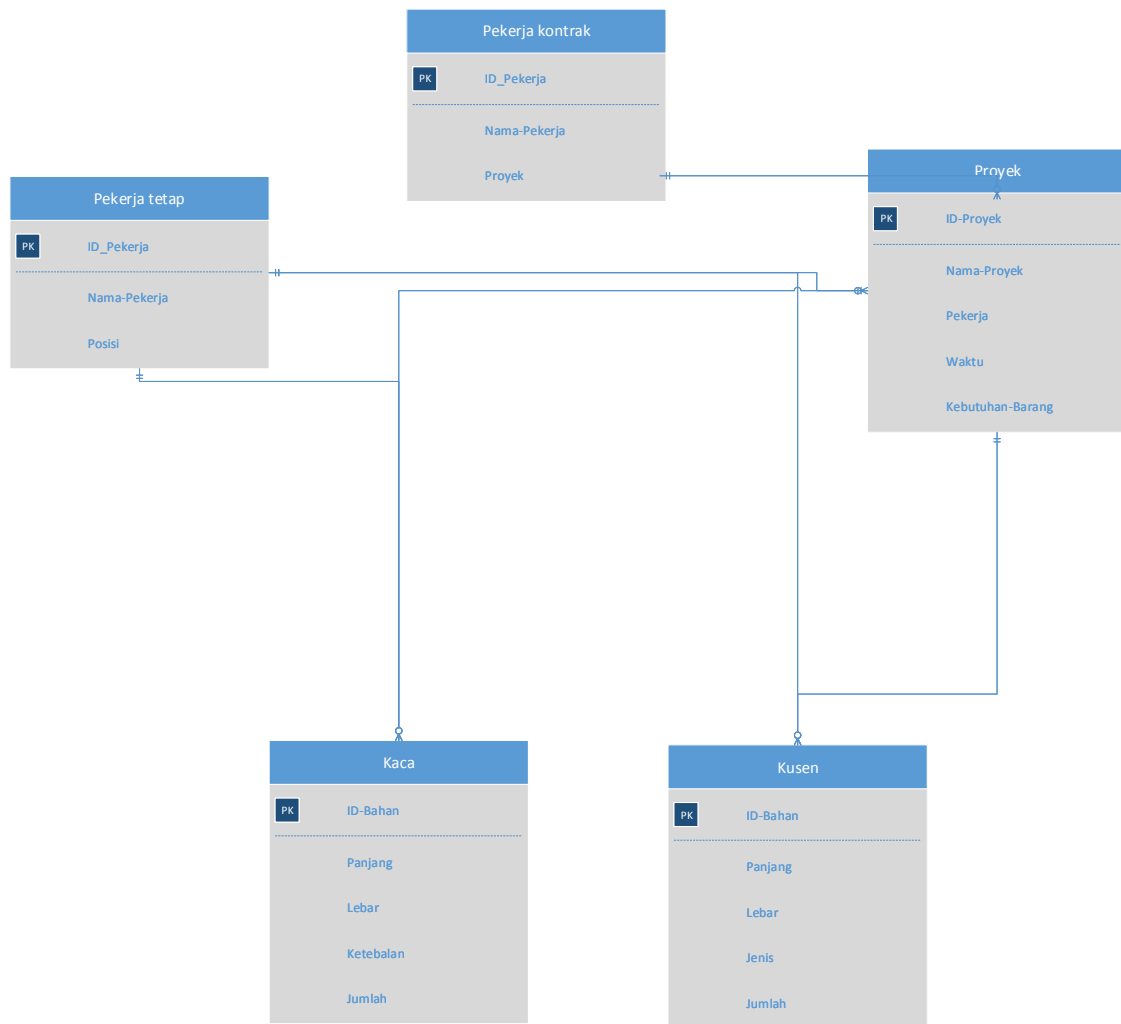 Pekerja kontrak
PK ID_Pekerja
Nama-Pekerja
Proyek
Pekerja tetap
PK ID_Pekerja
Nama-Pekerja
Posisi
Proyek
PK ID-Proyek
Nama-Proyek
Pekerja
Waktu
Kebutuhan-Barang
Kaca
PK ID-Bahan
Panjang
Lebar
Ketebalan
Jumlah
Kusen
PK ID-Bahan
Panjang
Lebar
Jenis
Jumlah